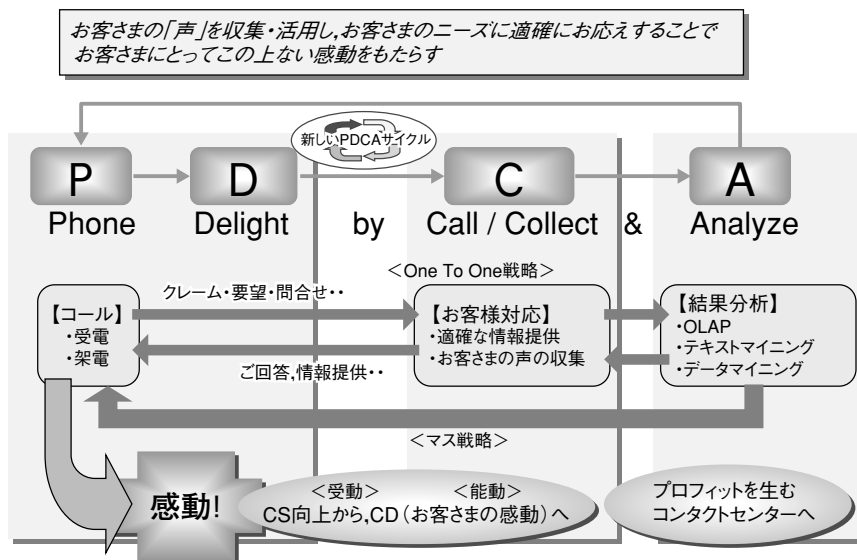 お客さまの「声」を収集・活用し,お客さまのニーズに適確にお応えすることで
お客さまにとってこの上ない感動をもたらす
新しいPDCAサイクル
P
D
C
A
Phone
Delight
by
Call / Collect
&
Analyze
＜One To One戦略＞
クレーム・要望・問合せ・・
【コール】
・受電
・架電
【お客様対応】
・適確な情報提供
・お客さまの声の収集
【結果分析】
・OLAP
・テキストマイニング
・データマイニング
ご回答,情報提供・・
＜マス戦略＞
感動!
＜受動＞ ＜能動＞
CS向上から,CD（お客さまの感動）へ
プロフィットを生む
コンタクトセンターへ